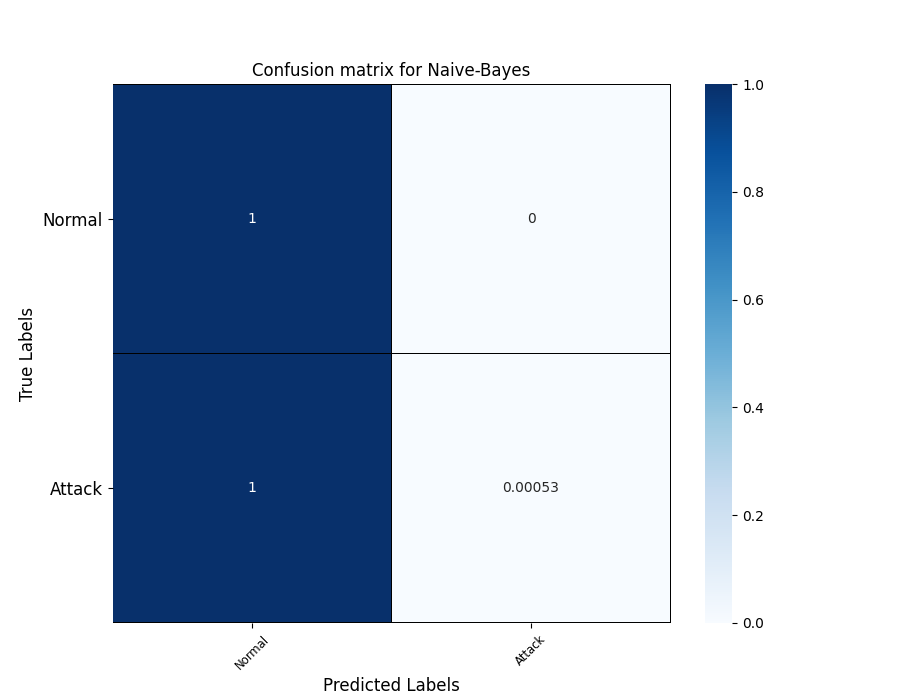 Confusion matrix for Naive-Bayes
Normal
1
0
1.0
0.8
0.6
0.4
0.2
0.0
True Labels
Attack
1
0.00053
Normal
Attack
Predicted Labels